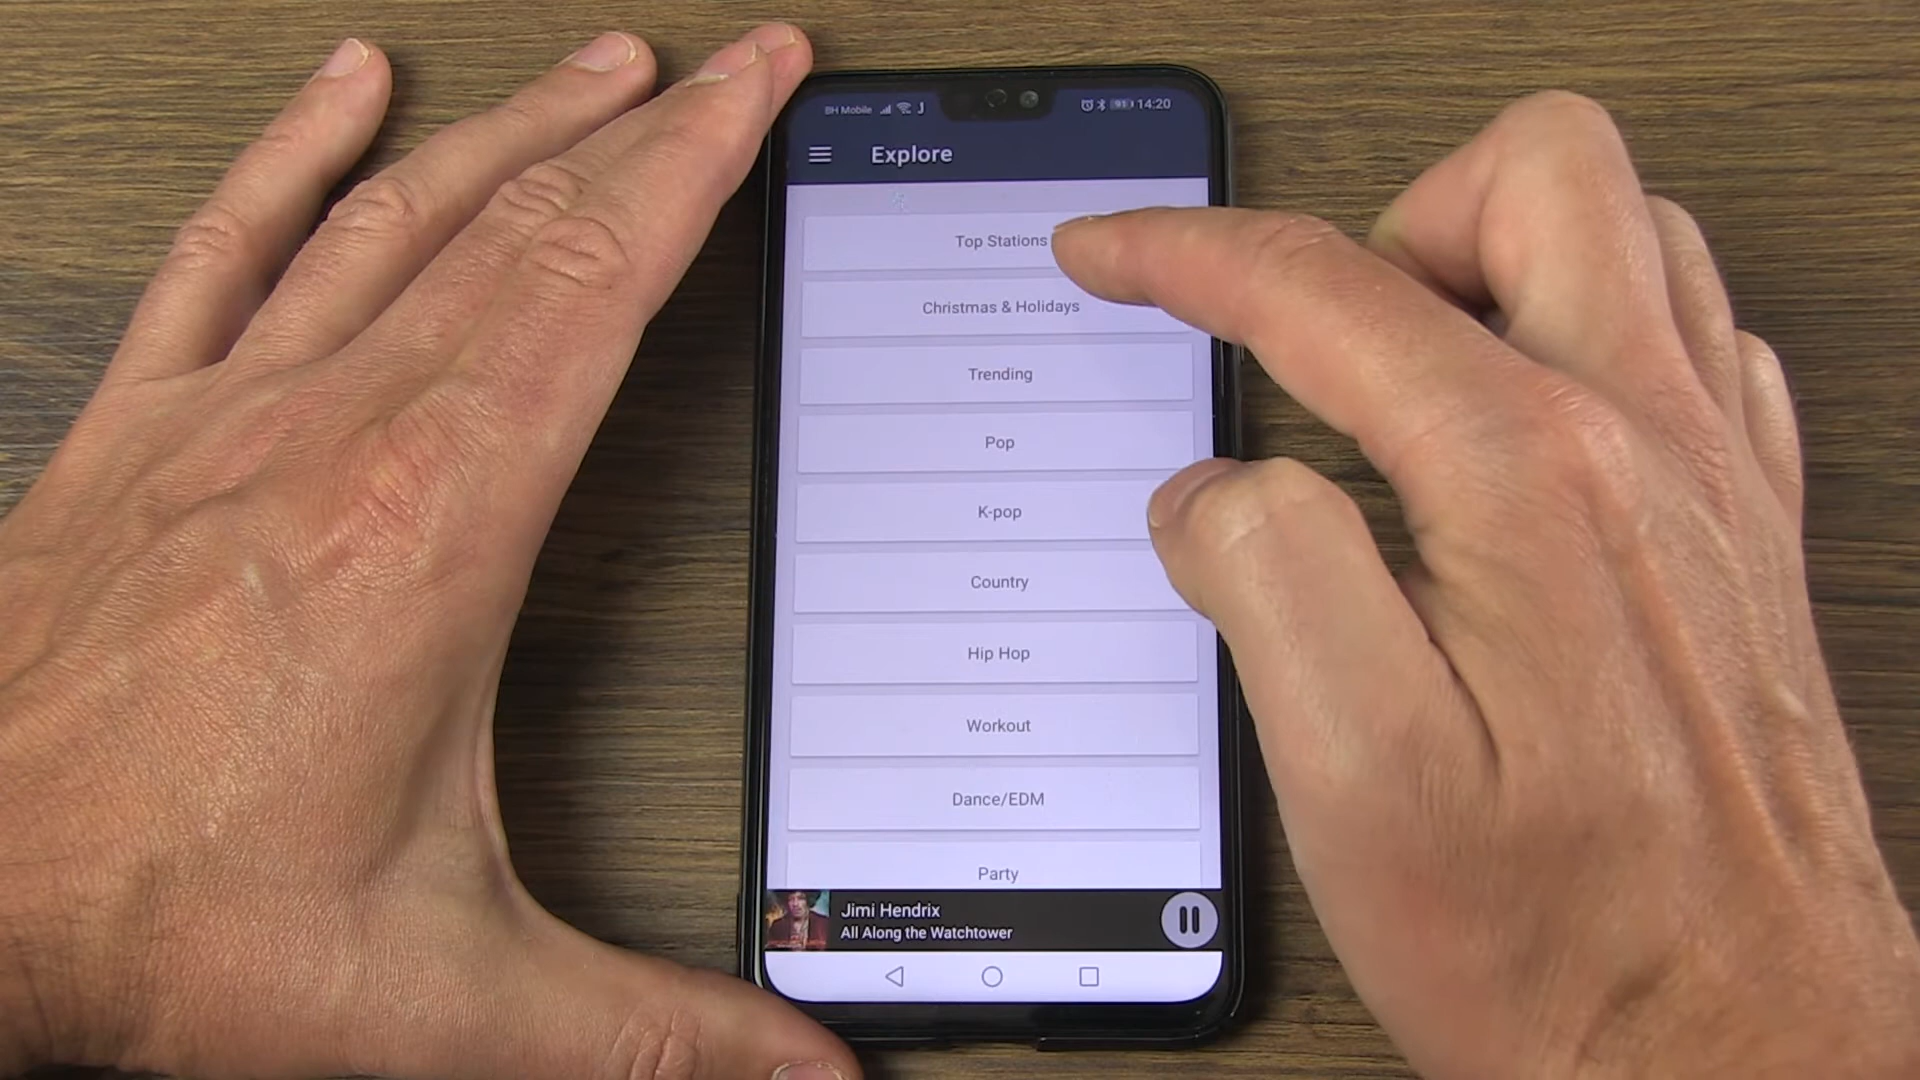 BH Mobile
91 14:20
Explore
Top Stations
Christmas & Holidays
Trending
Pop
K-pop
Country
Hip Hop
Workout
Dance/EDM
Party
Jimi Hendrix
All Along the Watchtower